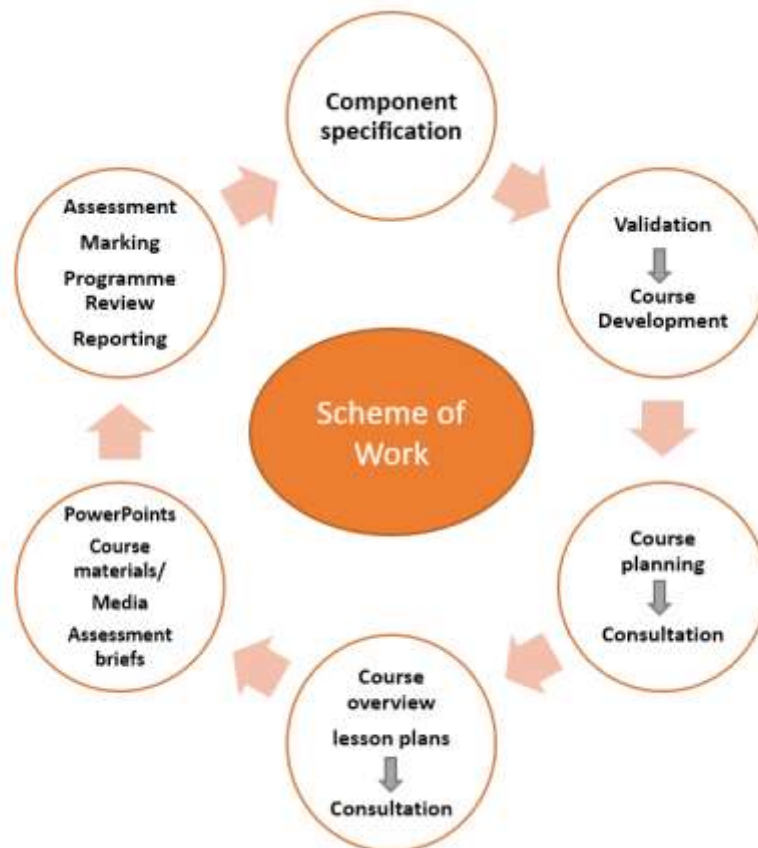 Component
specification
Validation
Course
Development
Course
planning
Consultation
Course
overview
lesson plans
Consultation
PowerPoints
Course
materials/
Media
Assessment
briefs
Assessment
Marking
Programme
Review
Reporting
Scheme of
Work